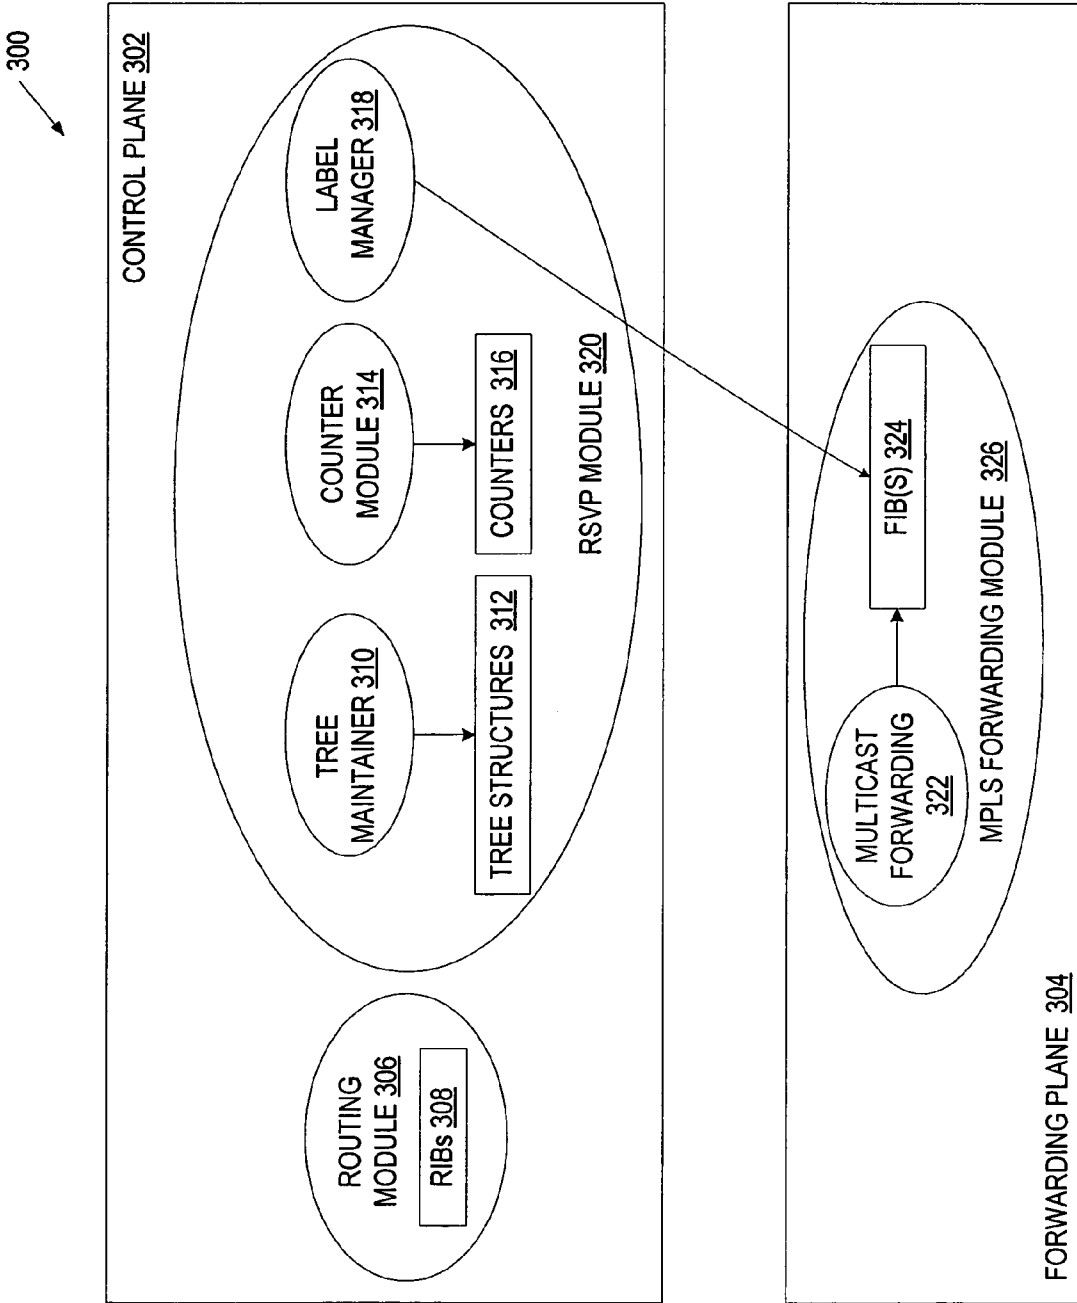 300
CONTROL PLANE 302
LABEL
MANAGER 318
COUNTER
MODULE 314
COUNTERS 316
TREE
MAINTAINER 310
TREE STRUCTURES 312
RSVP MODULE 320
ROUTING
MODULE 306
RIBs 308
FIB(S) 324
MULTICAST
FORWARDING
322
MPLS FORWARDING MODULE 326
FORWARDING PLANE 304